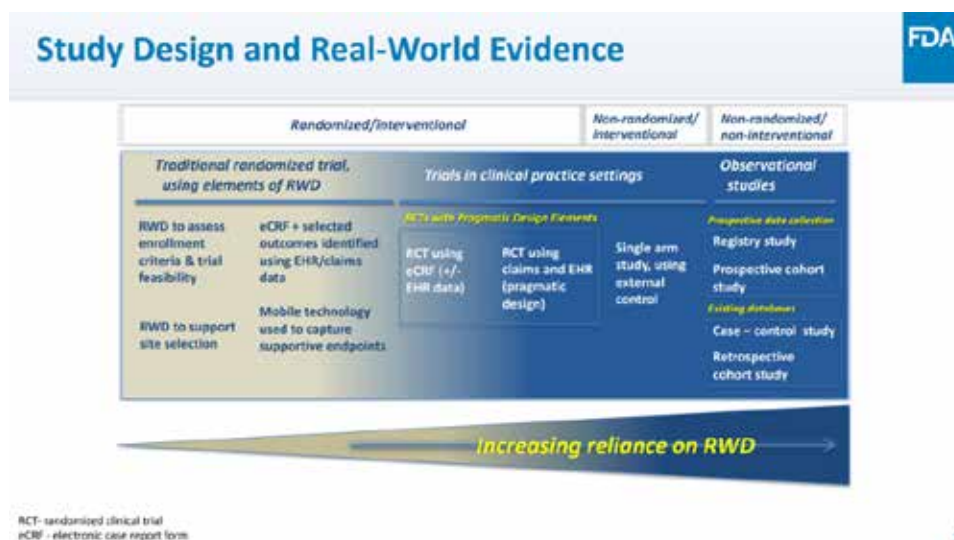 Study Design and Real-World Evidence
FDA
Randomized/interventional
Non-randomized/
interventional
Non-randomized/
non-interventional
Traditional randomized trial,
using elements of RWD
Trials in clinical practice settings
Observational
studies
RWD to assess
enrollment
criteria & trial
feasibility
RWD to support
site selection
eCRF + selected
outcomes identified
using EHR/claims
data
Mobile technology
used to capture
supportive endpoints
RCTs with Pragmatic Design Elements
RCT using
eCRF (+/-
EHR data)
RCT using
claims and EHR
(pragmatic
design)
Single arm
study, using
external
control
Prospective data collection
Registry study
Prospective cohort
study
Existing databases
Case – control study
Retrospective
cohort study
Increasing reliance on RWD
RCT- randomized clinical trial
eCRF - electronic case report form